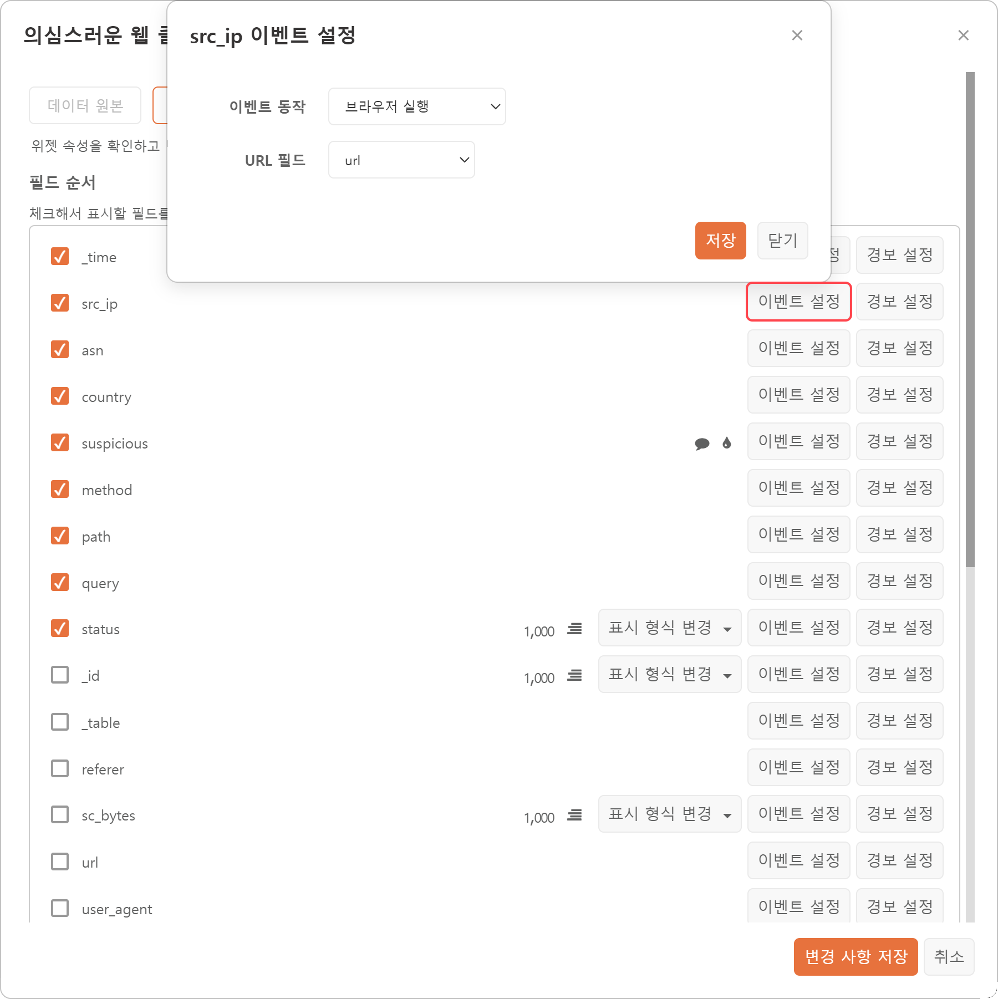 의심스러운 웹
src_ip 이벤트 설정
데이터 원본
이벤트 동작 브라우저 실행
위젯 속성을 확인하고
URL 필드 url
필드 순서
체크해서 표시할 필드를
저장 닫기
_time 정 경보 설정
src_ip 이벤트 설정 경보 설정
asn 이벤트 설정 경보 설정
country 이벤트 설정 경보 설정
suspicious 이벤트 설정 경보 설정
method 이벤트 설정 경보 설정
path 이벤트 설정 경보 설정
query 이벤트 설정 경보 설정
status 1,000 표시 형식 변경 이벤트 설정 경보 설정
_id 1,000 표시 형식 변경 이벤트 설정 경보 설정
_table 이벤트 설정 경보 설정
referer 이벤트 설정 경보 설정
sc_bytes 1,000 표시 형식 변경 이벤트 설정 경보 설정
url 이벤트 설정 경보 설정
user_agent 이벤트 설정 경보 설정
변경 사항 저장 취소